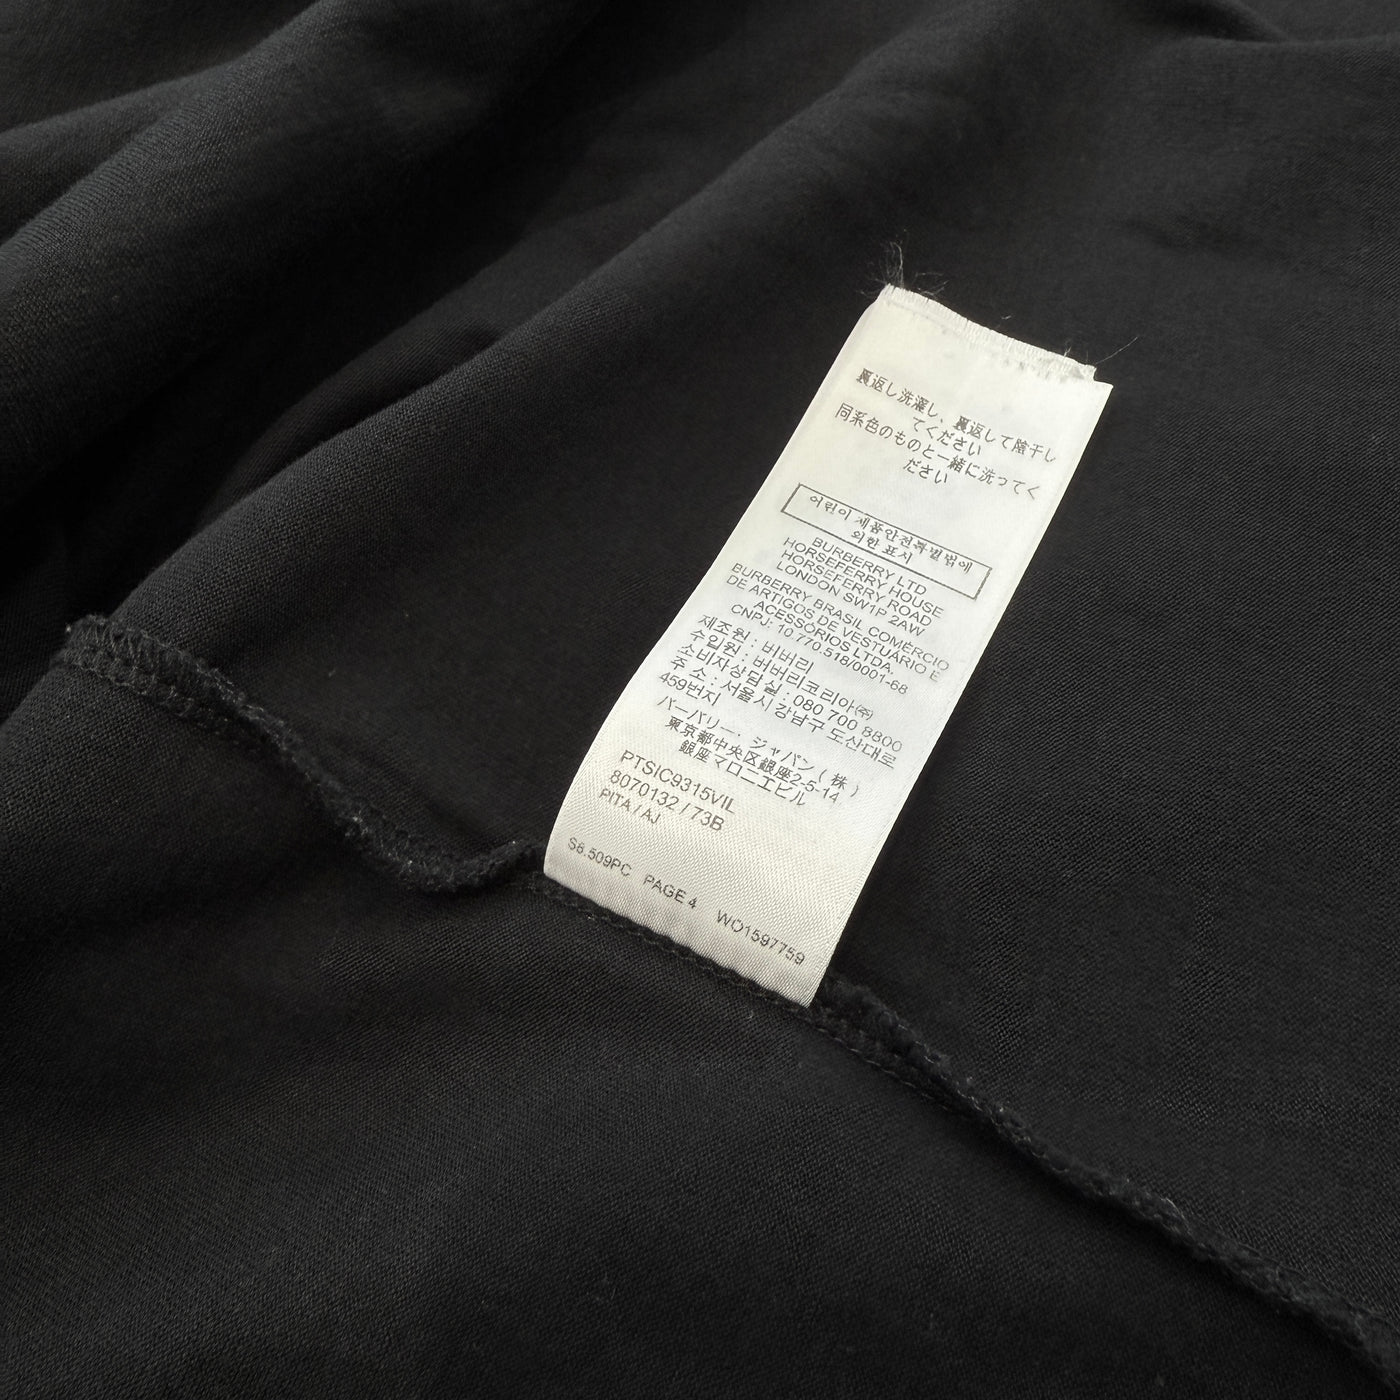 裏返し洗濯し、裏返して陰干し
てください
同系色のものと一緒に洗ってく
ださい
어린이 제품안전특별법에
의한 표시
BURBERRY LTD
HORSEFERRY HOUSE
HORSEFERRY ROAD
LONDON SW1P 2AW
BURBERRY BRASIL COMERCIO
DE ARTIGOS DE VESTUÁRIO E
ACESSORIOS LTDA,
CNPJ: 10.770.518/0001-68
제조원 : 버버리
수입원 : 버버리코리아㈜
소비자상담실 : 080 700 8800
주 소 : 서울시 강남구 도산대로
459번지
バーバリー・ジャパン(株)
東京都中央区銀座2-5-14
銀座マロニエビル
PTSIC9315VIL
8070132 / 73B
PITA / AJ
S6.509PC PAGE 4 WO1597759